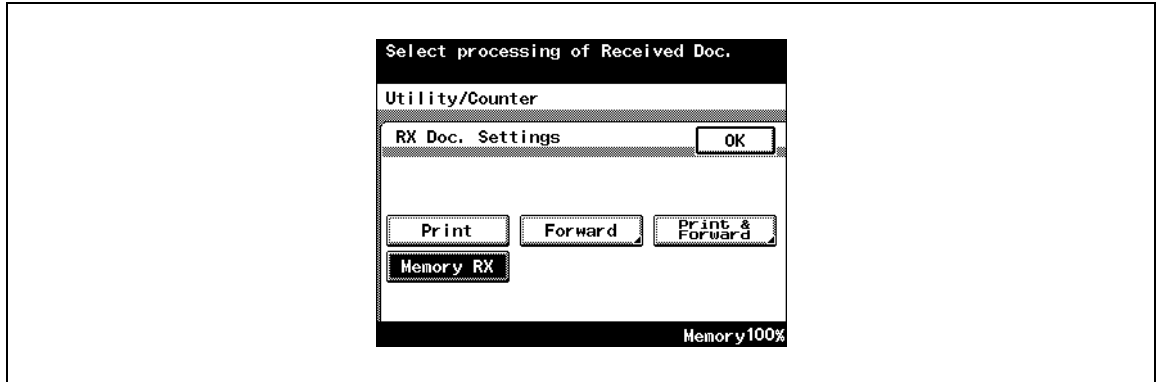 Select processing of Received Doc.
Utility/Counter
RX Doc. Settings
OK
Print
Forward
Print &
Forward
Memory RX
Memory100%